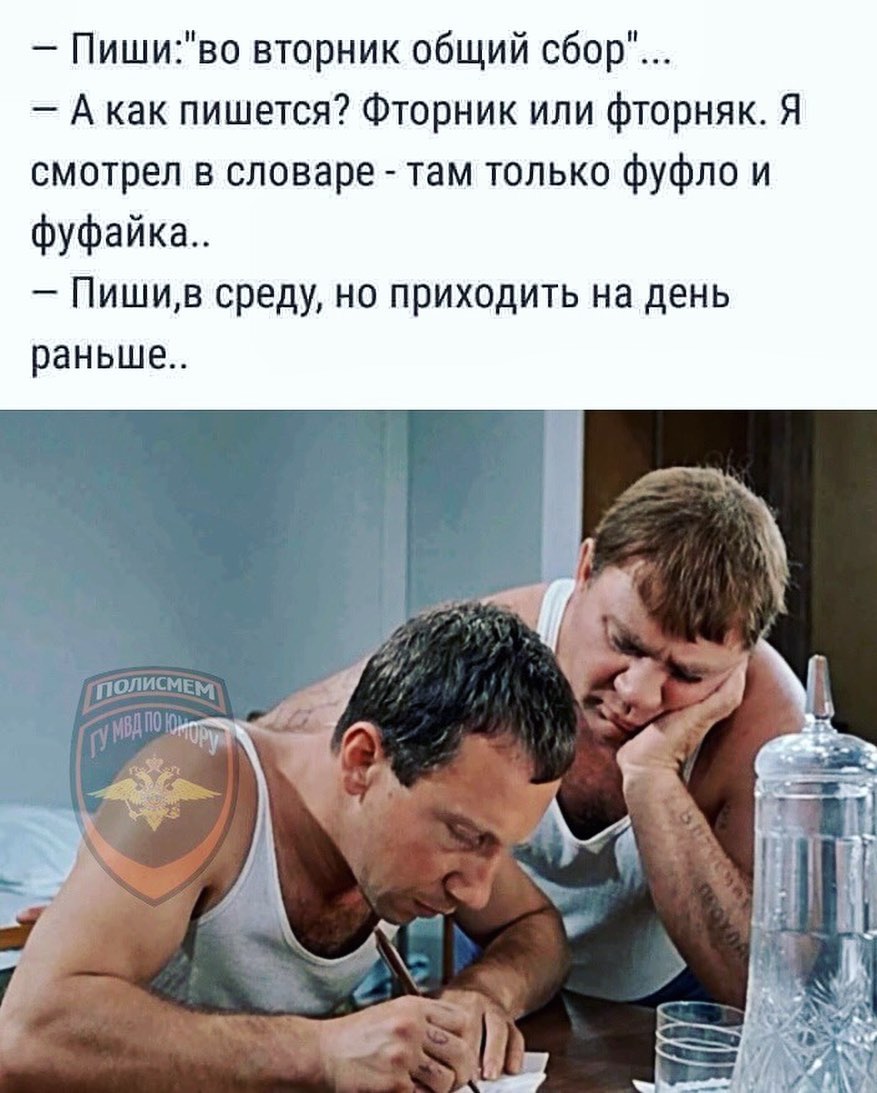 — Пиши:"во вторник общий сбор"...
— А как пишется? Фторник или фторняк. Я
смотрел в словаре - там только фуфло и
фуфайка..
— Пиши,в среду, но приходить на день
раньше..
ПОЛИСМЕМ
ГУ МВД ПО ЮМОРУ